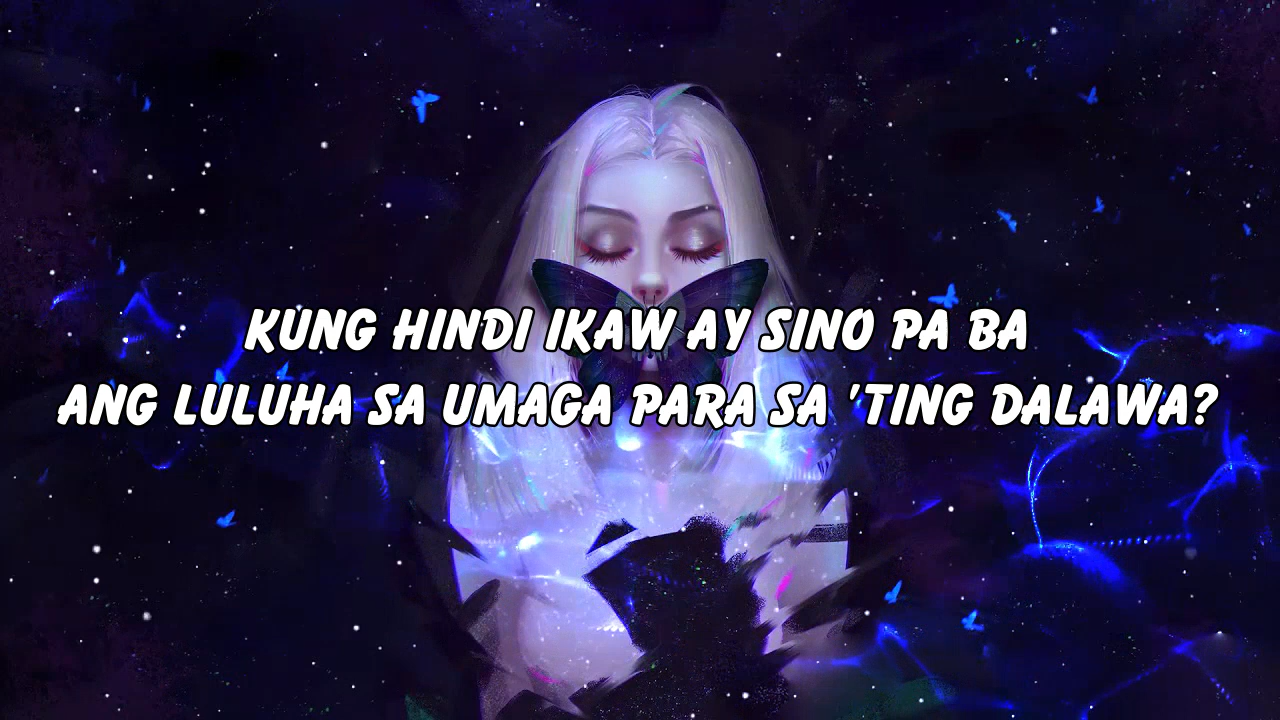 KUNG HINDI IKAW AY SINO PA BA
ANG LULUHA SA UMAGA PARA SA 'TING DALAWA?